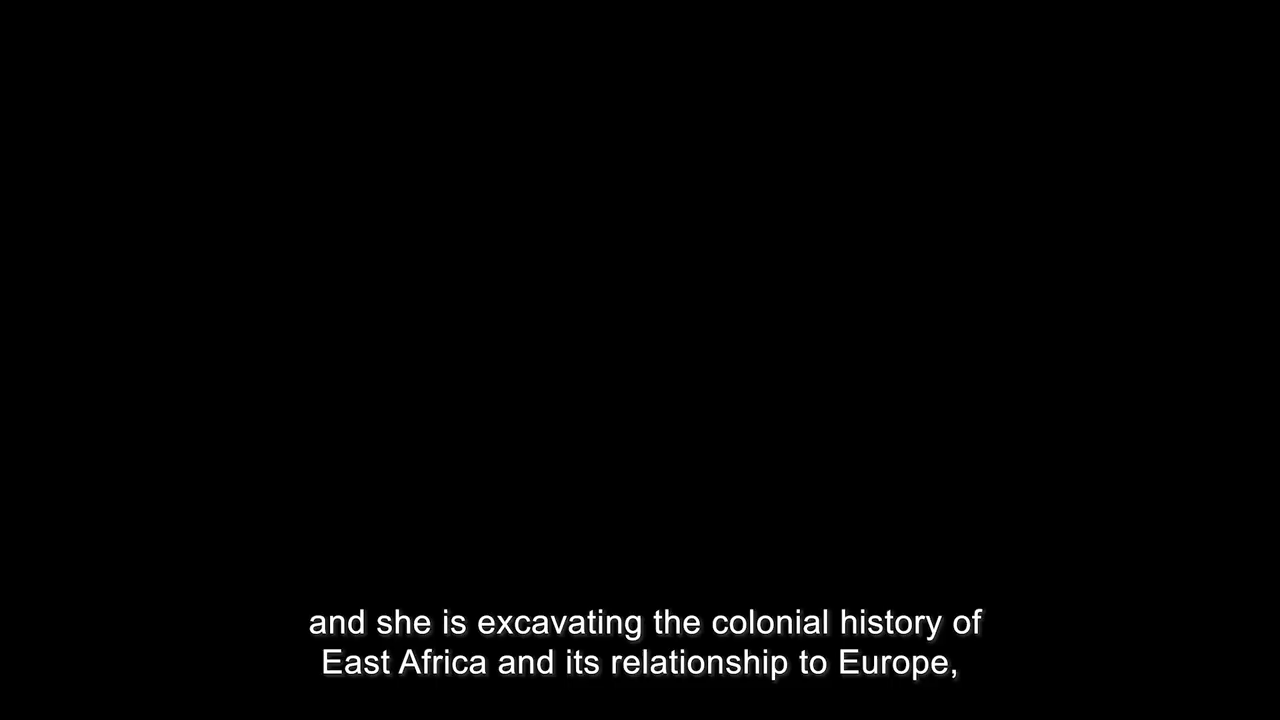 and she is excavating the colonial history of
East Africa and its relationship to Europe,